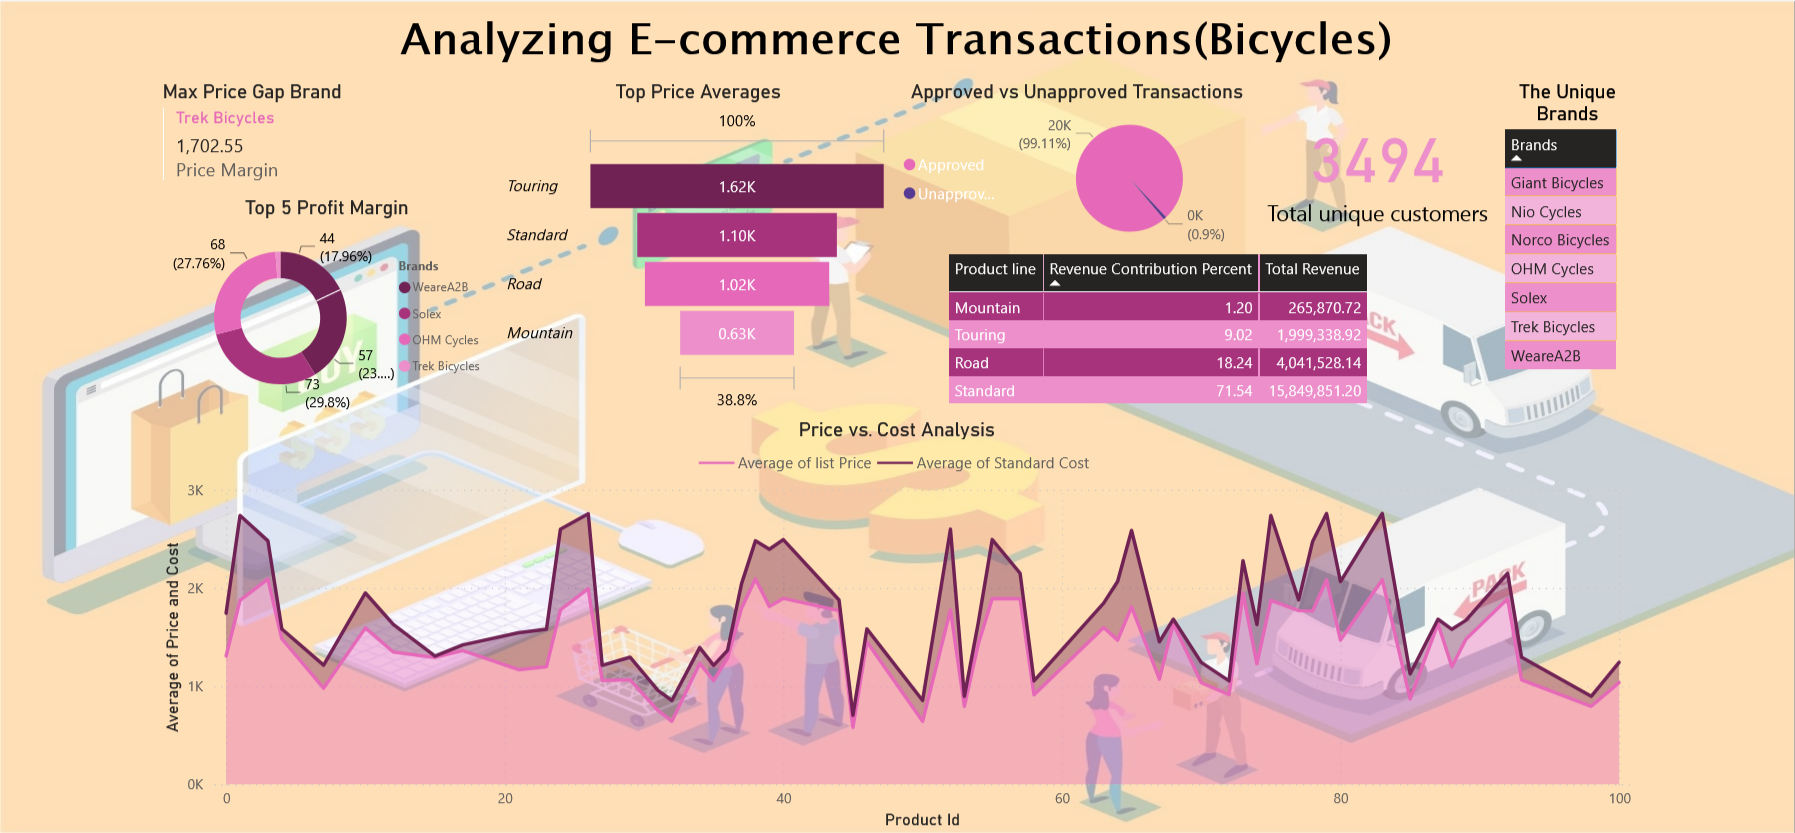 Analyzing E-commerce Transactions(Bicycles)
Max Price Gap Brand
Trek Bicycles
1,702.55
Price Margin
Top 5 Profit Margin
68
(27.76%)
44
(17.96%)
57
(23....)
73
(29.8%)
Brands
WeareA2B
Solex
OHM Cycles
Trek Bicycles
Top Price Averages
100%
Touring
1.62K
Standard
1.10K
Road
1.02K
Mountain
0.63K
38.8%
Approved vs Unapproved Transactions
Approved
Unapprov...
20K
(99.11%)
0K
(0.9%)
3494
Total unique customers
The Unique
Brands
Brands
Giant Bicycles
Nio Cycles
Norco Bicycles
OHM Cycles
Solex
Trek Bicycles
WeareA2B
Product line Revenue Contribution Percent Total Revenue
Mountain 1.20 265,870.72
Touring 9.02 1,999,338.92
Road 18.24 4,041,528.14
Standard 71.54 15,849,851.20
Price vs. Cost Analysis
Average of list Price Average of Standard Cost
Average of Price and Cost
3K
2K
1K
0K
0 20 40 60 80 100
Product Id
PACK